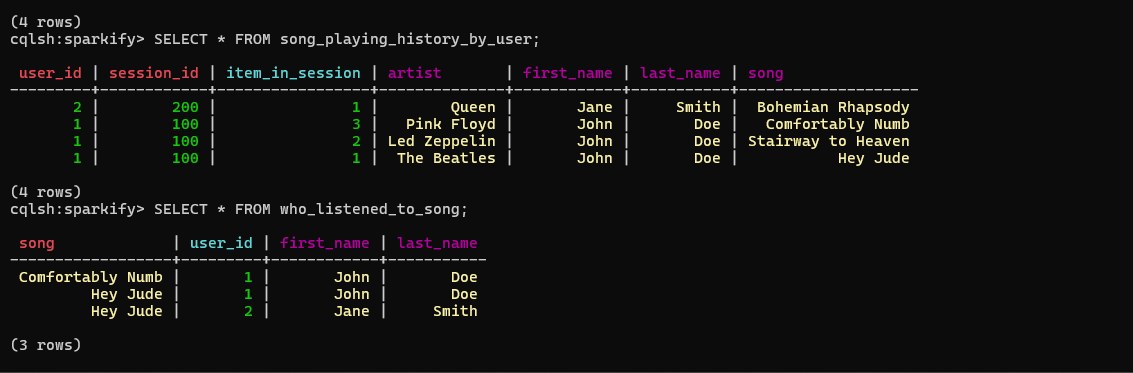 (4 rows)
cqlsh:sparkify> SELECT * FROM song_playing_history_by_user;
 user_id | session_id | item_in_session | artist       | first_name | last_name | song
---------+------------+-----------------+--------------+------------+-----------+--------------------
       2 |        200 |               1 |        Queen |       Jane |     Smith |  Bohemian Rhapsody
       1 |        100 |               3 |   Pink Floyd |       John |       Doe |   Comfortably Numb
       1 |        100 |               2 | Led Zeppelin |       John |       Doe | Stairway to Heaven
       1 |        100 |               1 |  The Beatles |       John |       Doe |           Hey Jude
(4 rows)
cqlsh:sparkify> SELECT * FROM who_listened_to_song;
 song             | user_id | first_name | last_name
------------------+---------+------------+-----------
 Comfortably Numb |       1 |       John |       Doe
         Hey Jude |       1 |       John |       Doe
         Hey Jude |       2 |       Jane |     Smith
(3 rows)